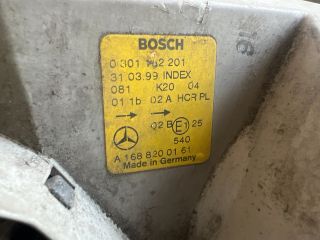 BOSCH
0 301 162 201
31.03.99 INDEX
081 K20 04
01 1b 02 A HCR PL
→ →
02 B E1 25
540
A 168 820 01 61
Made in Germany